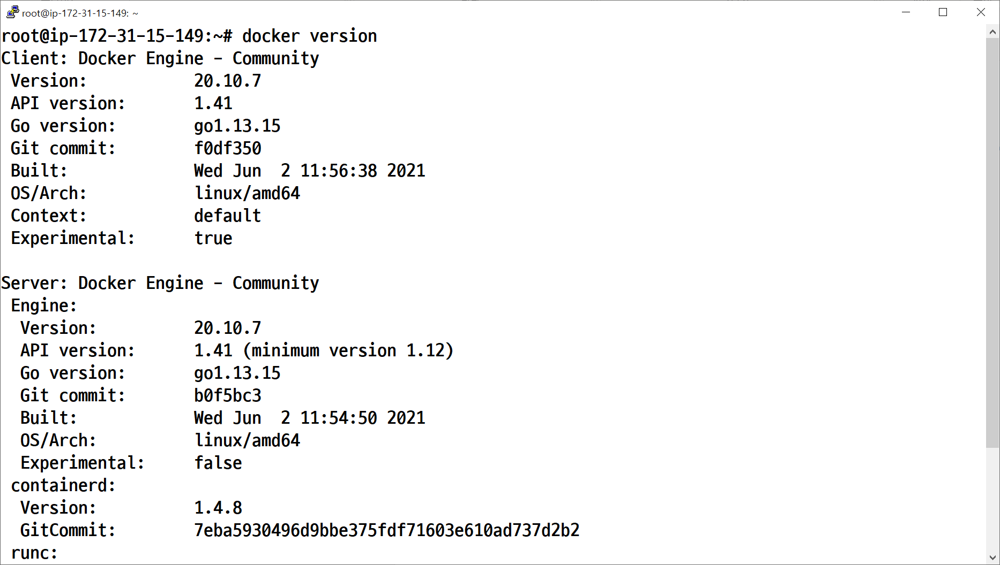 root@ip-172-31-15-149: ~
root@ip-172-31-15-149:~# docker version
Client: Docker Engine - Community
 Version:           20.10.7
 API version:       1.41
 Go version:        go1.13.15
 Git commit:        f0df350
 Built:             Wed Jun  2 11:56:38 2021
 OS/Arch:           linux/amd64
 Context:           default
 Experimental:      true

Server: Docker Engine - Community
 Engine:
  Version:          20.10.7
  API version:      1.41 (minimum version 1.12)
  Go version:       go1.13.15
  Git commit:       b0f5bc3
  Built:            Wed Jun  2 11:54:50 2021
  OS/Arch:          linux/amd64
  Experimental:     false
 containerd:
  Version:          1.4.8
  GitCommit:        7eba5930496d9bbe375fdf71603e610ad737d2b2
 runc: